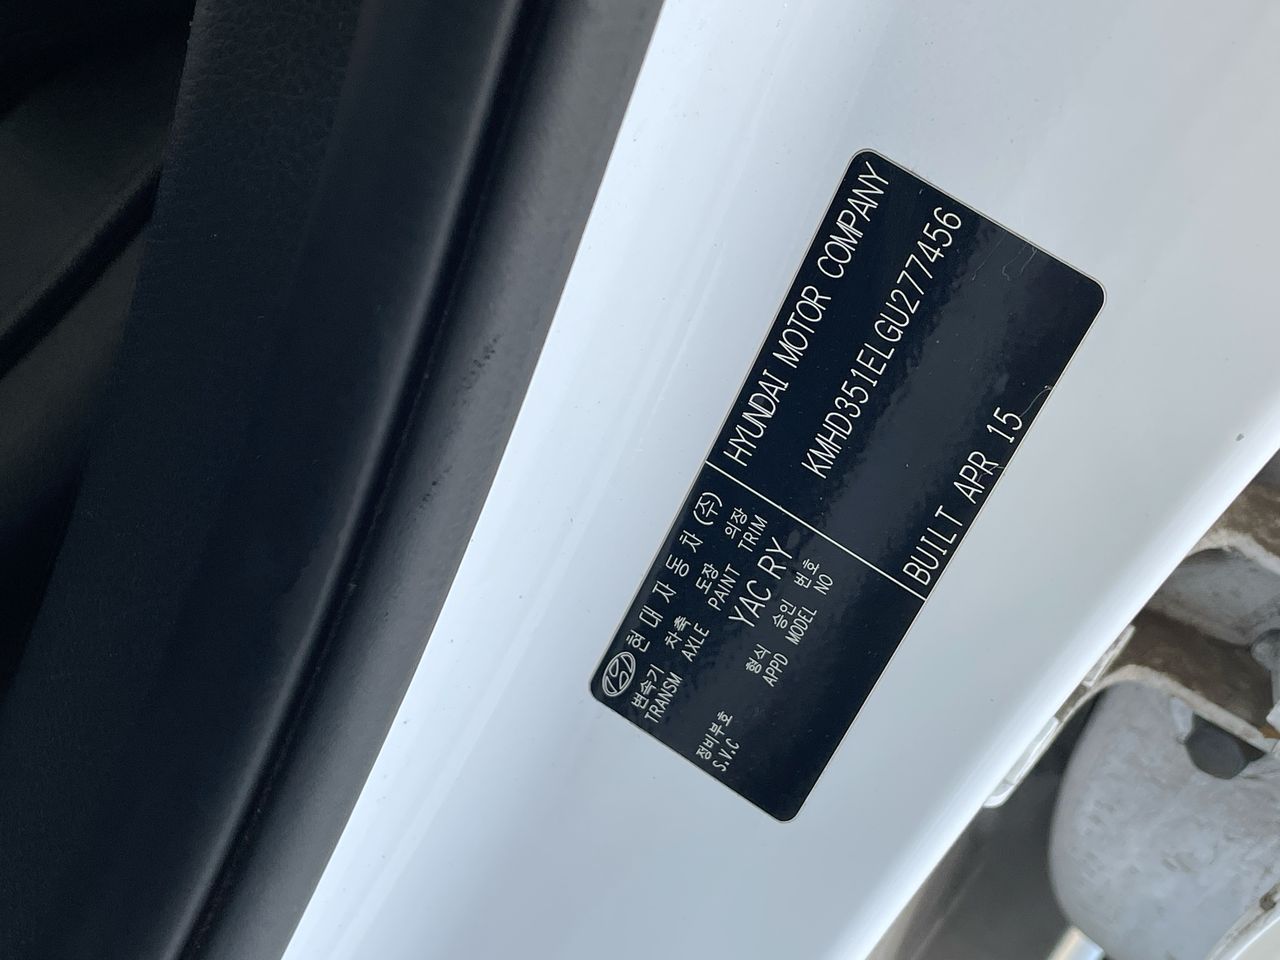 현대자동차(주)
변속기 차축 도장 의장
TRANSM AXLE PAINT TRIM
YAC RY
형식 승인 번호
APPD MODEL NO
정비부호
S.V.C
HYUNDAI MOTOR COMPANY
KMHD351ELGU277456
BUILT APR 15